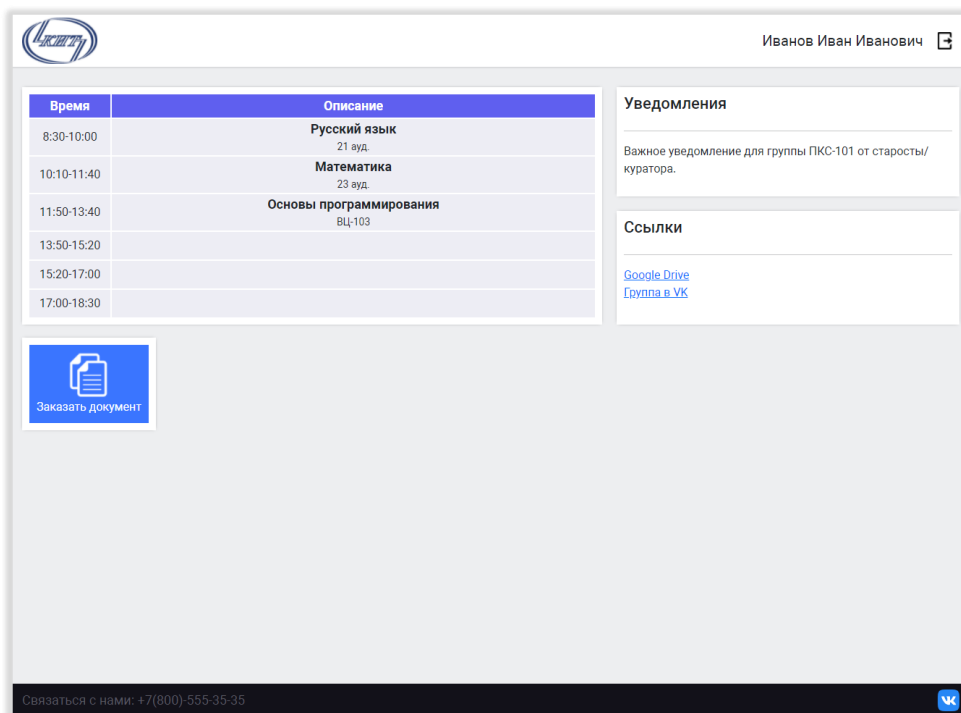 ЦКИТ
Иванов Иван Иванович
Время Описание
8:30-10:00 Русский язык
21 ауд.
10:10-11:40 Математика
23 ауд.
11:50-13:40 Основы программирования
ВЦ-103
13:50-15:20
15:20-17:00
17:00-18:30
Уведомления
Важное уведомление для группы ПКС-101 от старосты/
куратора.
Ссылки
Google Drive
Группа в VK
Заказать документ
Связаться с нами: +7(800)-555-35-35